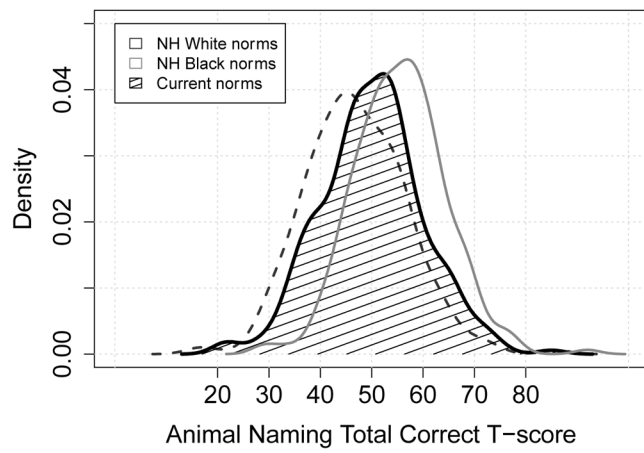 NH White norms
NH Black norms
Current norms
0.04
0.02
0.00
Density
20 30 40 50 60 70 80
Animal Naming Total Correct T−score